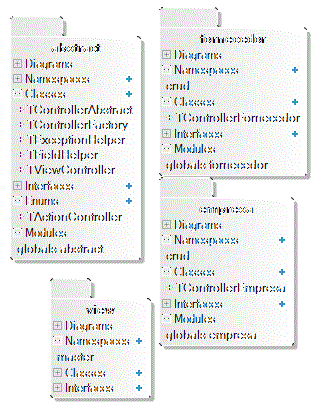 abstract
Diagrams
Namespaces
Classes
TControllerAbstract
TControllerFactory
TExceptionHelper
TFieldHelper
TViewController
Interfaces
Enums
TActionController
Modules
globals abstract
fornecedor
Diagrams
Namespaces
crud
Classes
TControllerFornecedor
Interfaces
Modules
globals fornecedor
empresa
Diagrams
Namespaces
crud
Classes
TControllerEmpresa
Interfaces
Modules
globals empresa
view
Diagrams
Namespaces
master
Classes
Interfaces